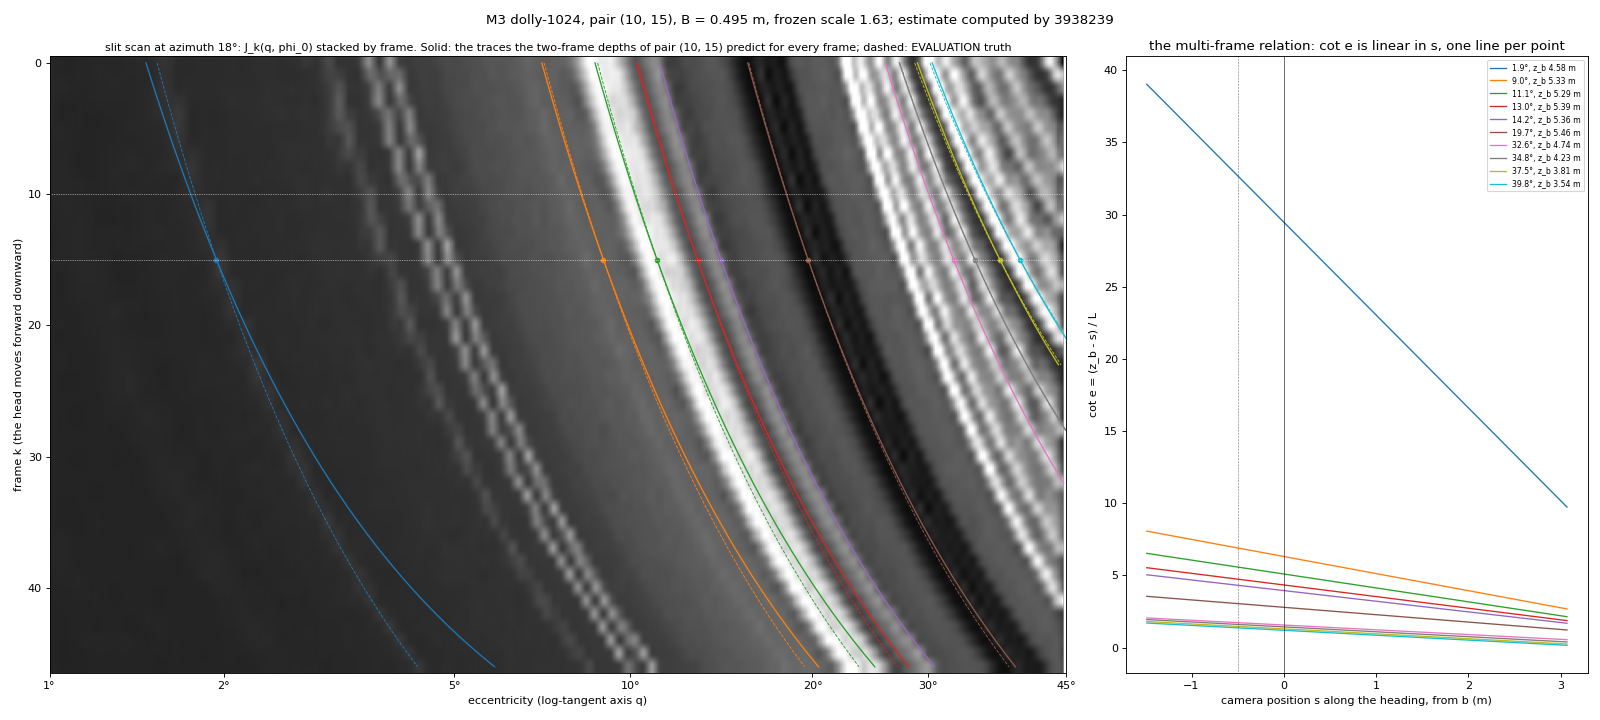 M3 dolly-1024, pair (10, 15), B = 0.495 m, frozen scale 1.63; estimate computed by 3938239
slit scan at azimuth 18°: J_k(q, phi_0) stacked by frame. Solid: the traces the two-frame depths of pair (10, 15) predict for every frame; dashed: EVALUATION truth
frame k (the head moves forward downward)
0
10
20
30
40
1°
2°
5°
10°
20°
30°
45°
eccentricity (log-tangent axis q)
the multi-frame relation: cot e is linear in s, one line per point
cot e = (z_b - s) / L
40
35
30
25
20
15
10
5
0
1.9°, z_b 4.58 m
9.0°, z_b 5.33 m
11.1°, z_b 5.29 m
13.0°, z_b 5.39 m
14.2°, z_b 5.36 m
19.7°, z_b 5.46 m
32.6°, z_b 4.74 m
34.8°, z_b 4.23 m
37.5°, z_b 3.81 m
39.8°, z_b 3.54 m
−1
0
1
2
3
camera position s along the heading, from b (m)